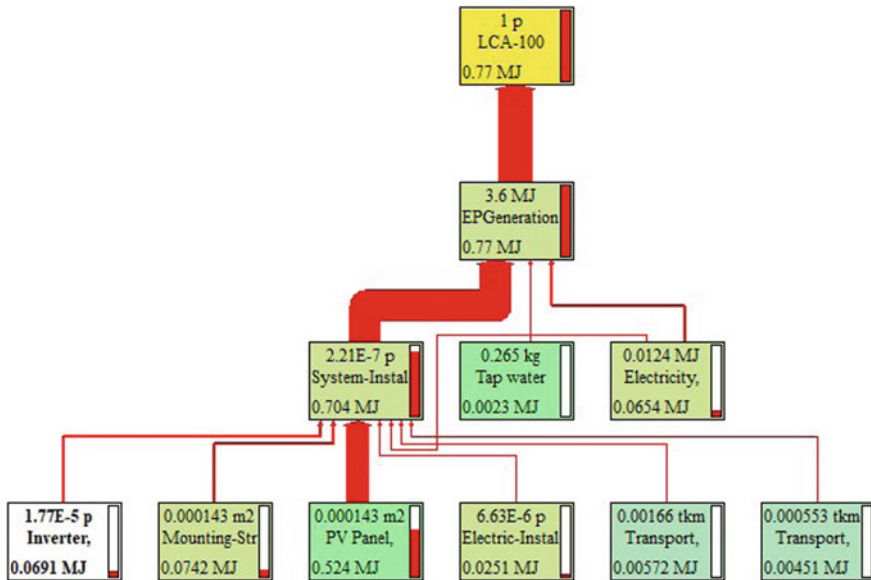 1 p
LCA-100
0.77 MJ
3.6 MJ
EPGeneration
0.77 MJ
2.21E-7 p
System-Instal
0.704 MJ
0.265 kg
Tap water
0.0023 MJ
0.0124 MJ
Electricity,
0.0654 MJ
1.77E-5 p
Inverter,
0.0691 MJ
0.000143 m2
Mounting-Str
0.0742 MJ
0.000143 m2
PV Panel,
0.524 MJ
6.63E-6 p
Electric-Instal
0.0251 MJ
0.00166 tkm
Transport,
0.00572 MJ
0.000553 tkm
Transport,
0.00451 MJ